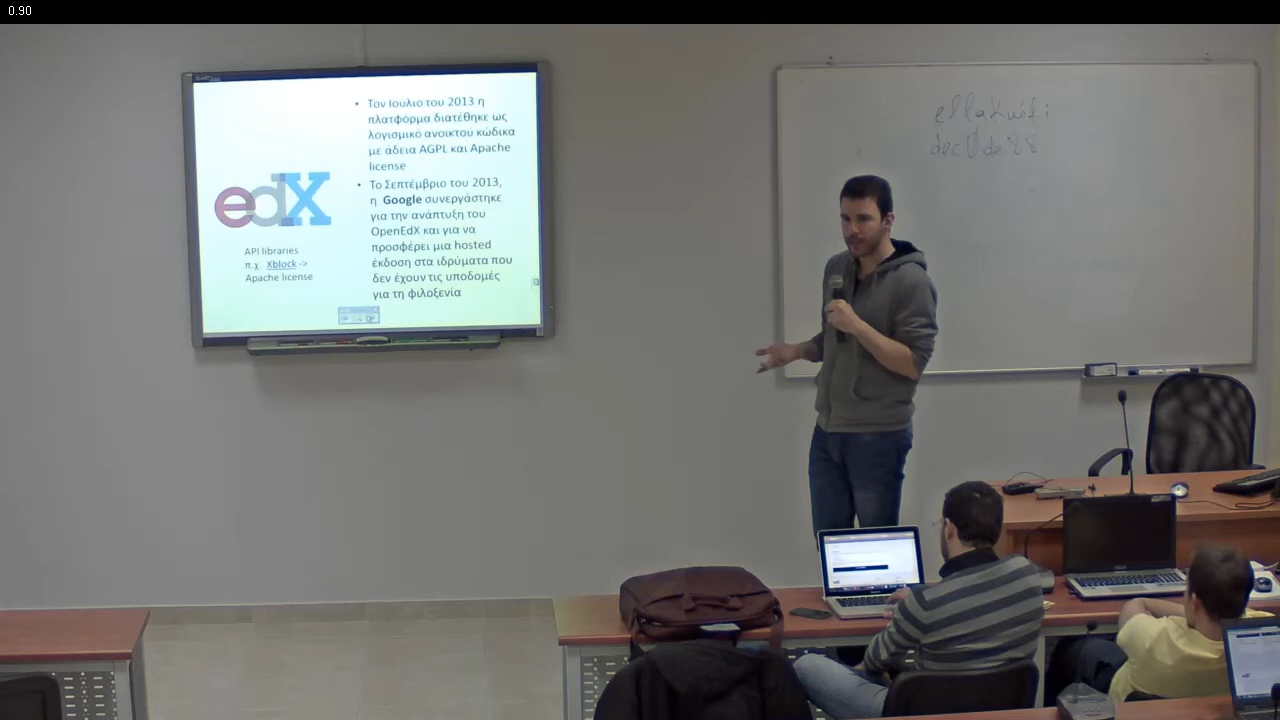 0.90
• Τον Ιούλιο του 2013 η
πλατφόρμα διατέθηκε ως
λογισμικό ανοικτού κώδικα
με άδεια AGPL και Apache
license
• Το Σεπτέμβριο του 2013,
η Google συνεργάστηκε
για την ανάπτυξη του
OpenEdX και για να
προσφέρει μια hosted
έκδοση στα ιδρύματα που
δεν έχουν τις υποδομές
για τη φιλοξενία
edX
API libraries
π.χ. Xblock ->
Apache license
ellakwifi